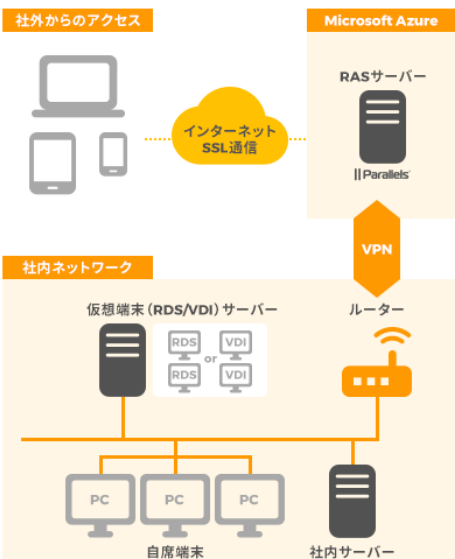 社外からのアクセス
Microsoft Azure
RASサーバー
インターネット
SSL通信
Parallels
VPN
社内ネットワーク
仮想端末(RDS/VDI)サーバー
ルーター
RDS
VDI
or
RDS
VDI
PC
PC
PC
自席端末
社内サーバー